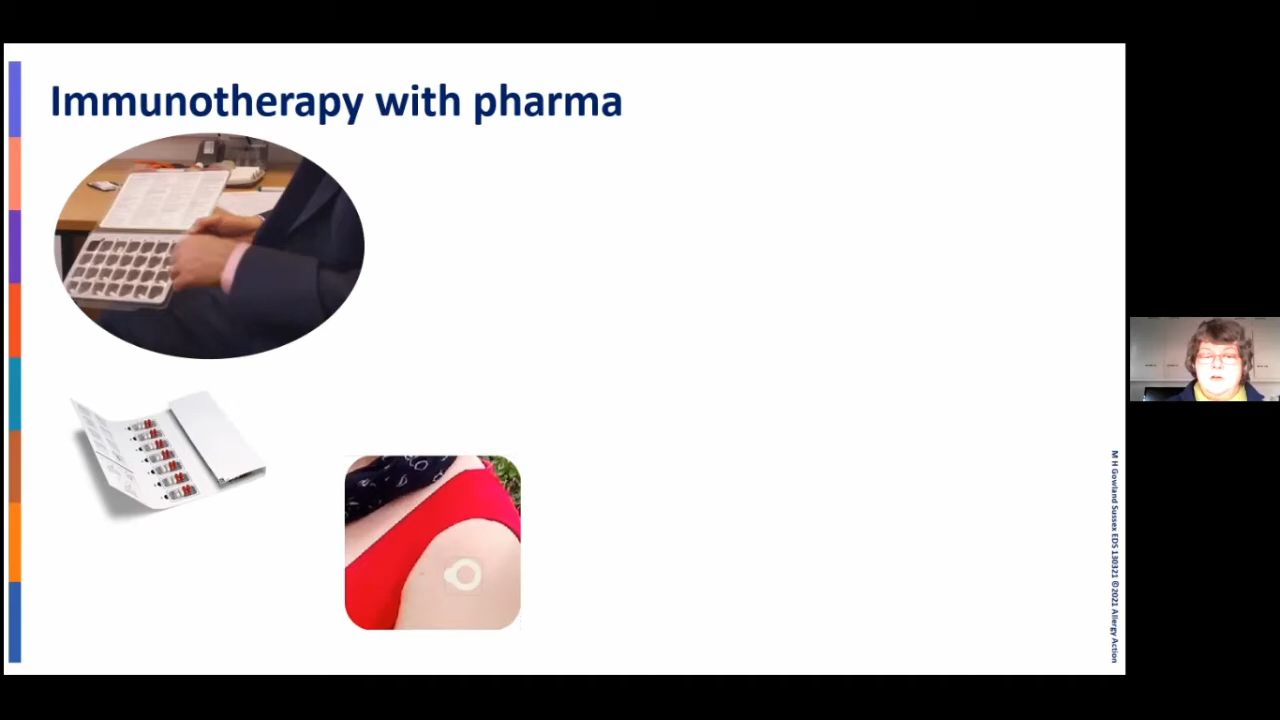 Immunotherapy with pharma
M H Gowland Sussex EDS 130321 ©2021 Allergy Action